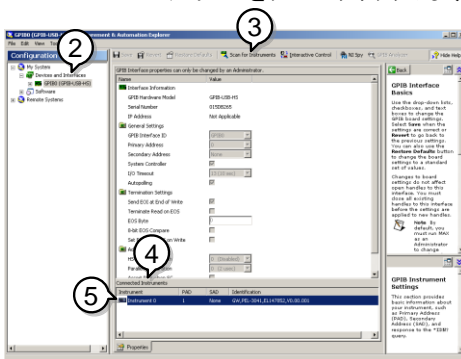 GPIB0 (GPIB-USB- ment & Automation Explorer
File Edit View Tools
Configuration
My System
Devices and Interfaces
GPIB0 (GPIB-USB-HS)
Software
Remote Systems
2
3
Save Revert Restore Defaults Scan for Instruments Interactive Control NI Spy GPIB Analyzer Hide Help
GPIB Interface properties can only be changed by an Administrator.
Name Value
Interface Information
GPIB Hardware Model GPIB-USB-HS
Serial Number 015D8265
IP Address Not Applicable
General Settings
GPIB Interface ID GPIB0
Primary Address 0
Secondary Address None
System Controller
I/O Timeout
Autopolling
Termination Settings
Send EOI at End of Write
Terminate Read on EOS
EOS Byte 0
8-bit EOS Compare
Set Write
4
5
Connected Instruments
Instrument PAD SAD Identification
Instrument 0 1 None
Properties
Back
GPIB Interface
Basics
Use the drop-down lists,
checkboxes, and text
boxes to change the
GPIB board settings.
Select Save when the
settings are correct or
Revert to go back to
the previous settings.
You can also use the
Restore Defaults button
to change the board
settings to a standard
set of values.
Changes to board
settings do not affect
open handles to this
interface. You must
close all existing
handles to this interface
before the settings are
applied to new handles.
Note By
default, you
must run MAX
as an
Administrator
to change
GPIB Instrument
Settings
This section provides
basic information about
your instrument, such
as Primary Address
(PAD), Secondary
Address (SAD), and
response to the *IDN?
query.